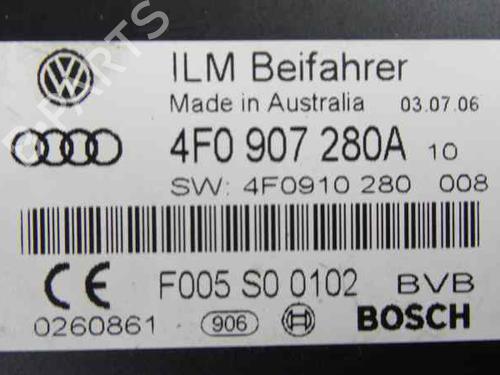 ILM Beifahrer
Made in Australia 03.07.06
4F0 907 280A 10
SW: 4F0910 280 008
F005 S0 0102 BVB
0260861 906 BOSCH